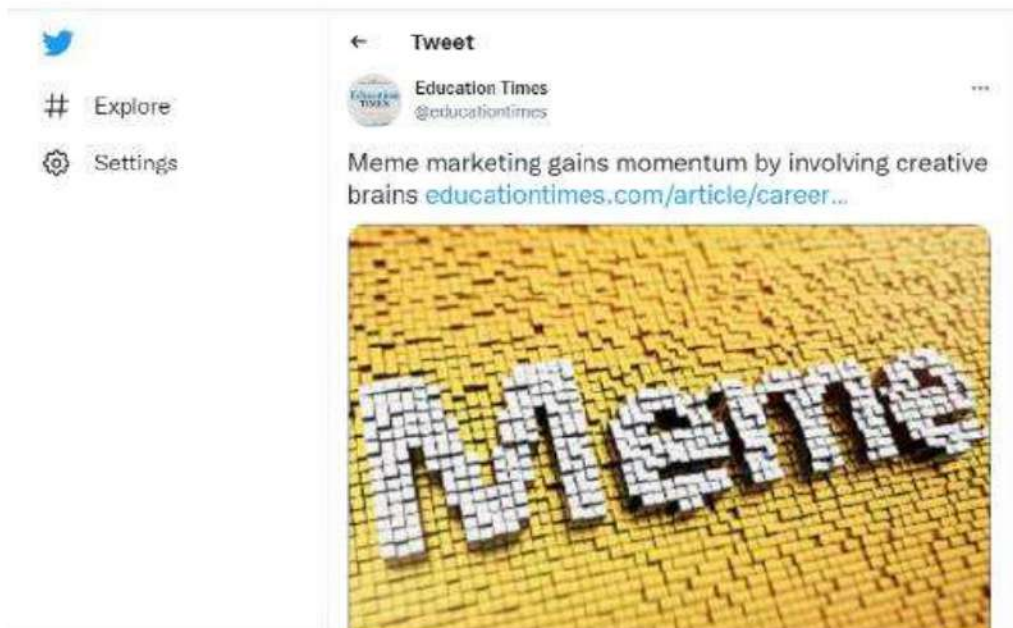 ← Tweet
# Explore
Settings
Education Times
@educationtimes
...
Meme marketing gains momentum by involving creative
brains educationtimes.com/article/career...
Meme